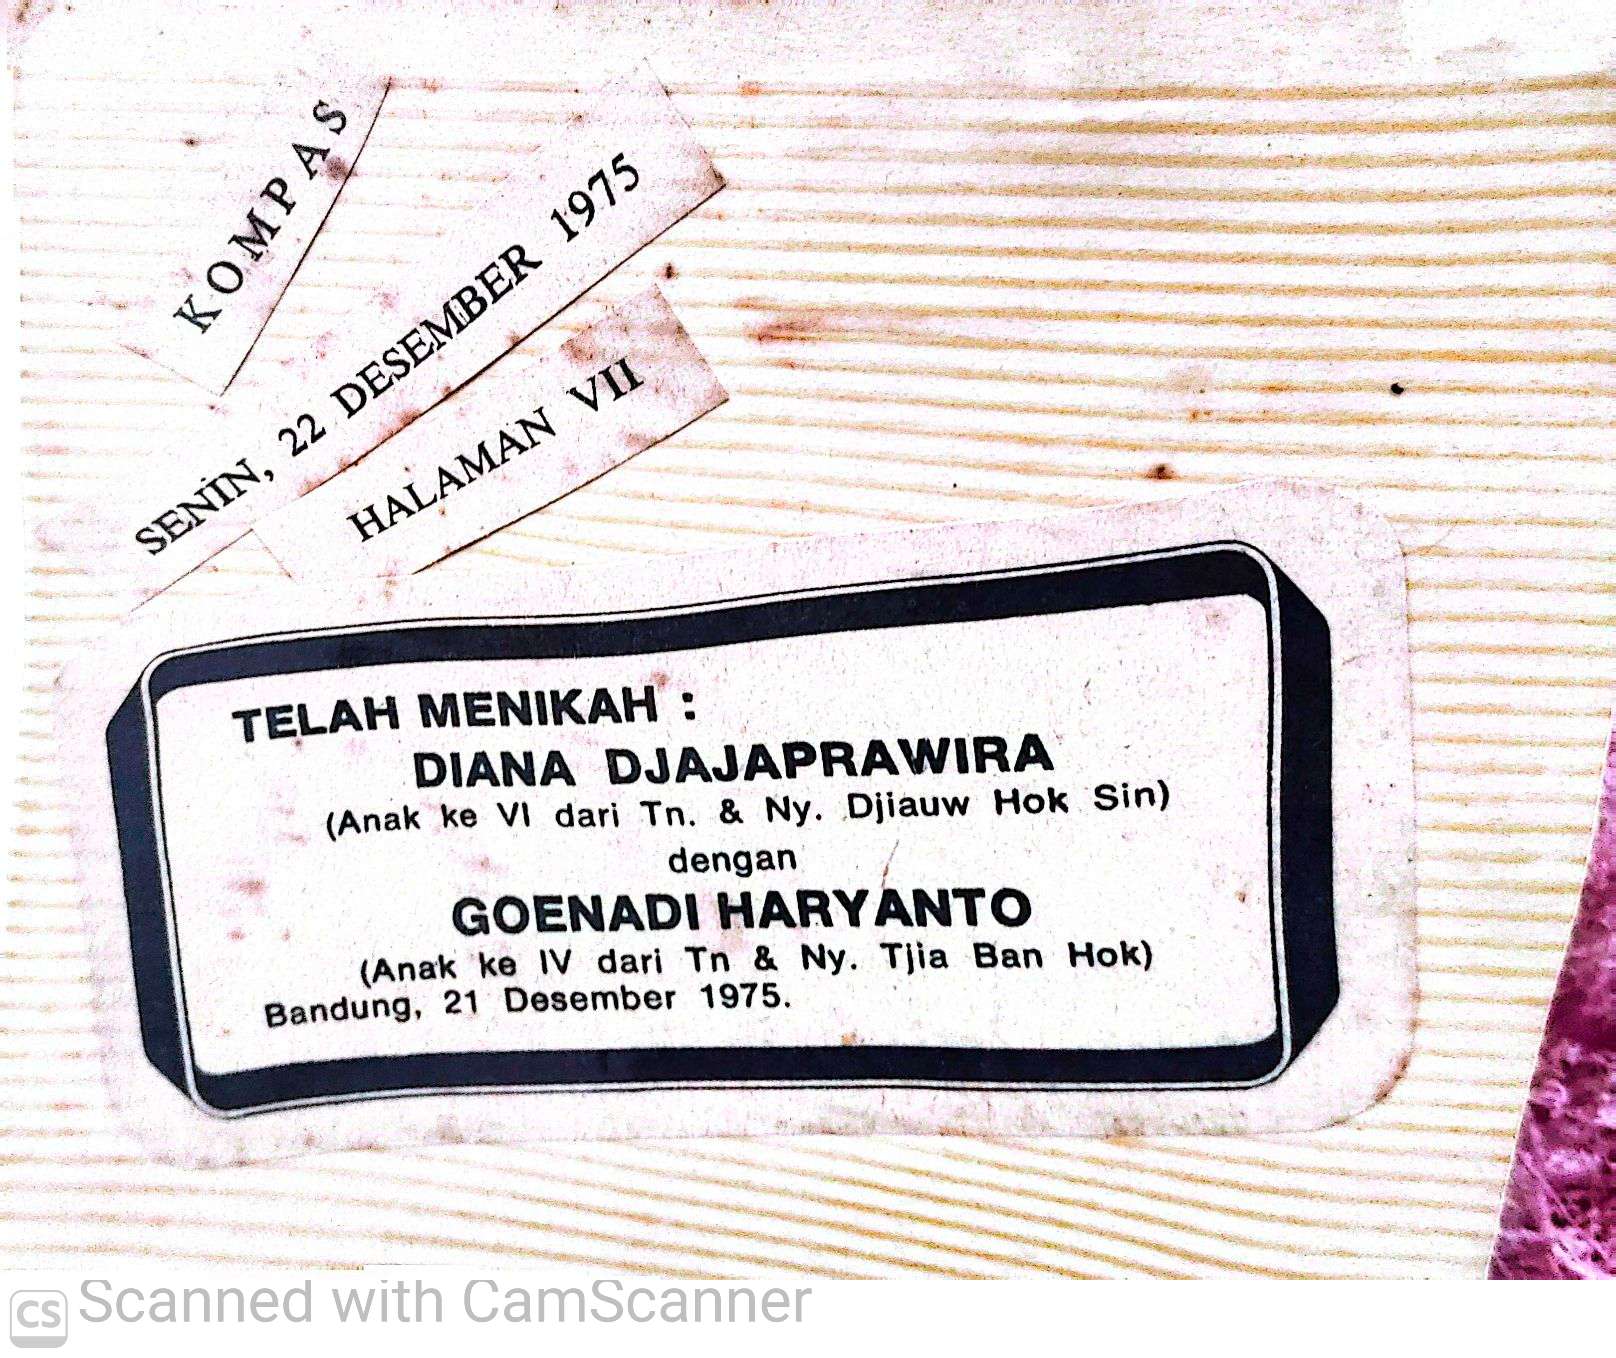 KOMPAS
SENIN, 22 DESEMBER 1975
HALAMAN VII
TELAH MENIKAH :
DIANA DJAJAPRAWIRA
(Anak ke VI dari Tn. & Ny. Djiauw Hok Sin)
dengan
GOENADI HARYANTO
(Anak ke IV dari Tn & Ny. Tjia Ban Hok)
Bandung, 21 Desember 1975.
CS Scanned with CamScanner